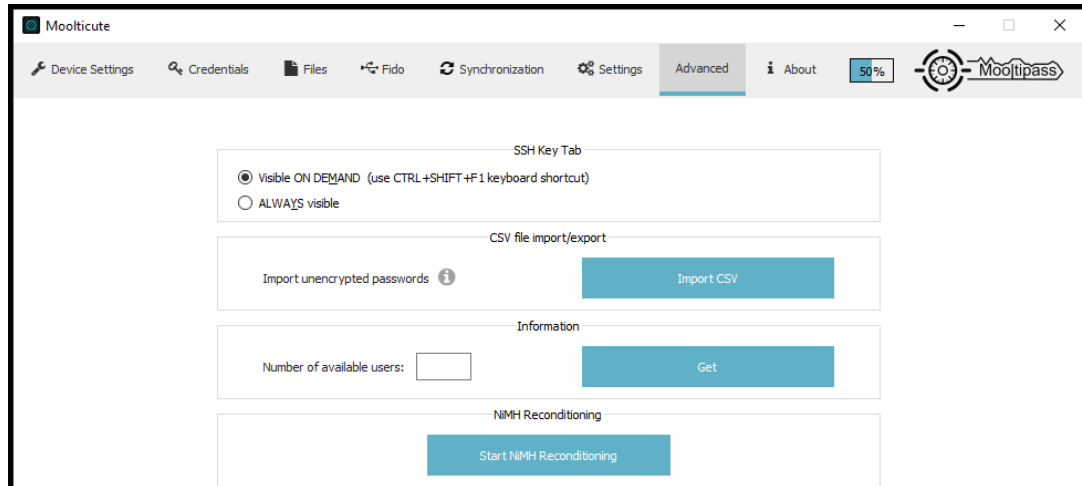 Moolticute
Device Settings Credentials Files Fido Synchronization Settings Advanced About 50% Mooltipass
SSH Key Tab
Visible ON DEMAND (use CTRL+SHIFT+F1 keyboard shortcut)
ALWAYS visible
CSV file import/export
Import unencrypted passwords Import CSV
Information
Number of available users: Get
NiMH Reconditioning
Start NiMH Reconditioning